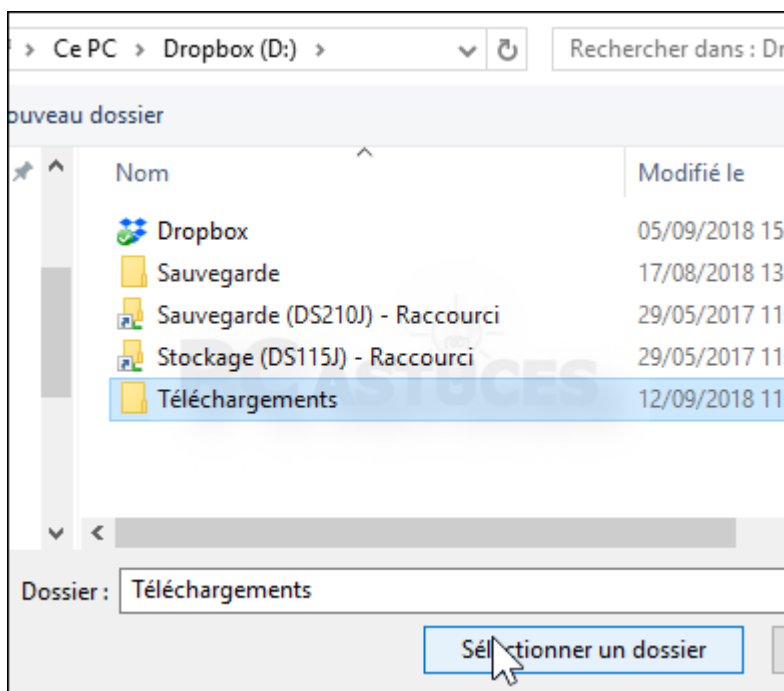 Ce PC > Dropbox (D:) > Rechercher dans : Dr
ouveau dossier
Nom Modifié le
Dropbox 05/09/2018 15
Sauvegarde 17/08/2018 13
Sauvegarde (DS210J) - Raccourci 29/05/2017 11
Stockage (DS115J) - Raccourci 29/05/2017 11
PC ASTUCES
Téléchargements 12/09/2018 11
Dossier : Téléchargements
Sélectionner un dossier